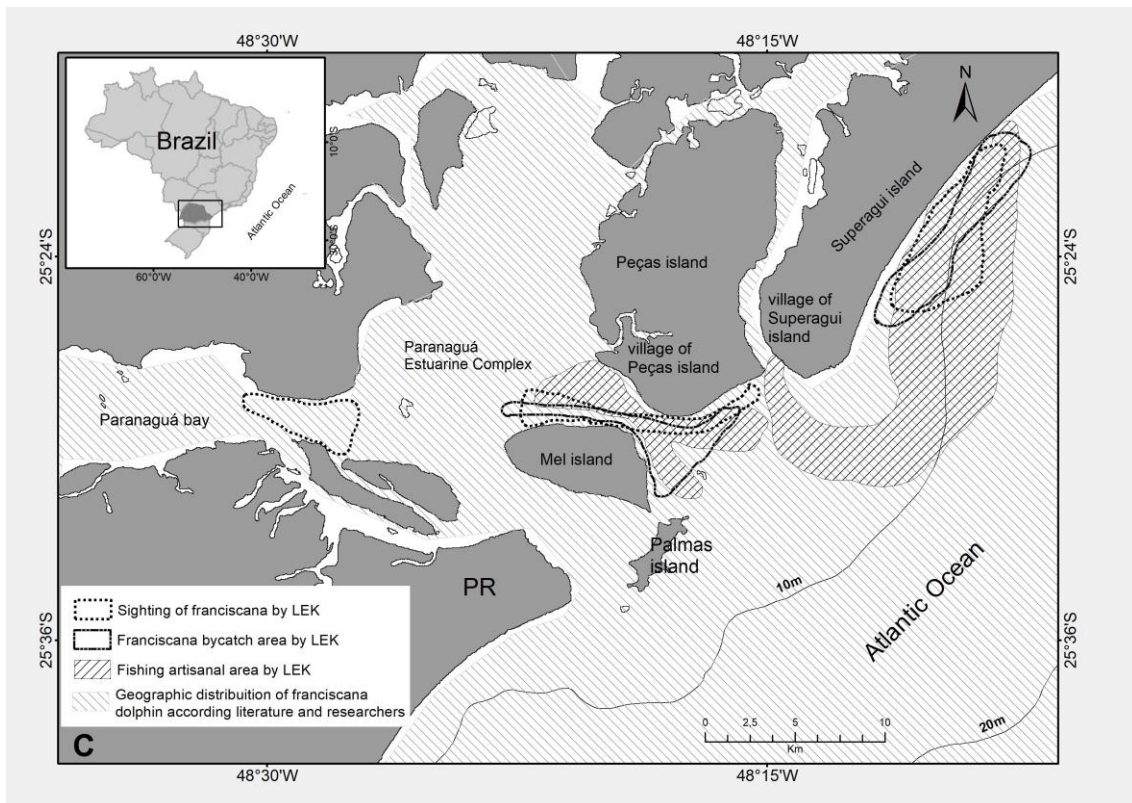 48°30'W
48°15'W
Brazil
10°0'S
30°0'S
Atlantic Ocean
60°0'W
40°0'W
N
25°24'S
25°24'S
Superagui island
Peças island
village of
Superagui
island
village of
Peças island
Paranaguá
Estuarine Complex
Paranaguá bay
Mel island
Palmas
island
PR
10m
Atlantic Ocean
20m
25°36'S
25°36'S
Sighting of franciscana by LEK
Franciscana bycatch area by LEK
Fishing artisanal area by LEK
Geographic distribuition of franciscana
dolphin according literature and researchers
0 2,5 5 10
Km
C
48°30'W
48°15'W